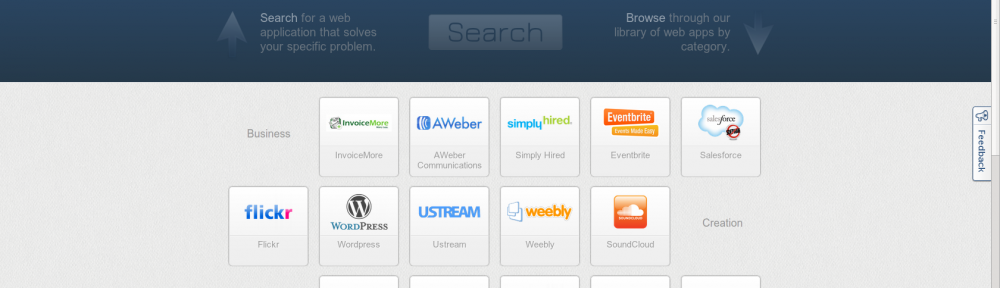 Search for a web
application that solves
your specific problem.
Search
Browse through our
library of web apps by
category.
Feedback
Business
InvoiceMore
InvoiceMore
AWeber
AWeber
Communications
simply hired.
Simply Hired
Eventbrite
Events Made Easy
Eventbrite
salesforce
Salesforce
flickr
Flickr
WORDPRESS
Wordpress
USTREAM
Ustream
weebly
Weebly
SOUNDCLOUD
SoundCloud
Creation